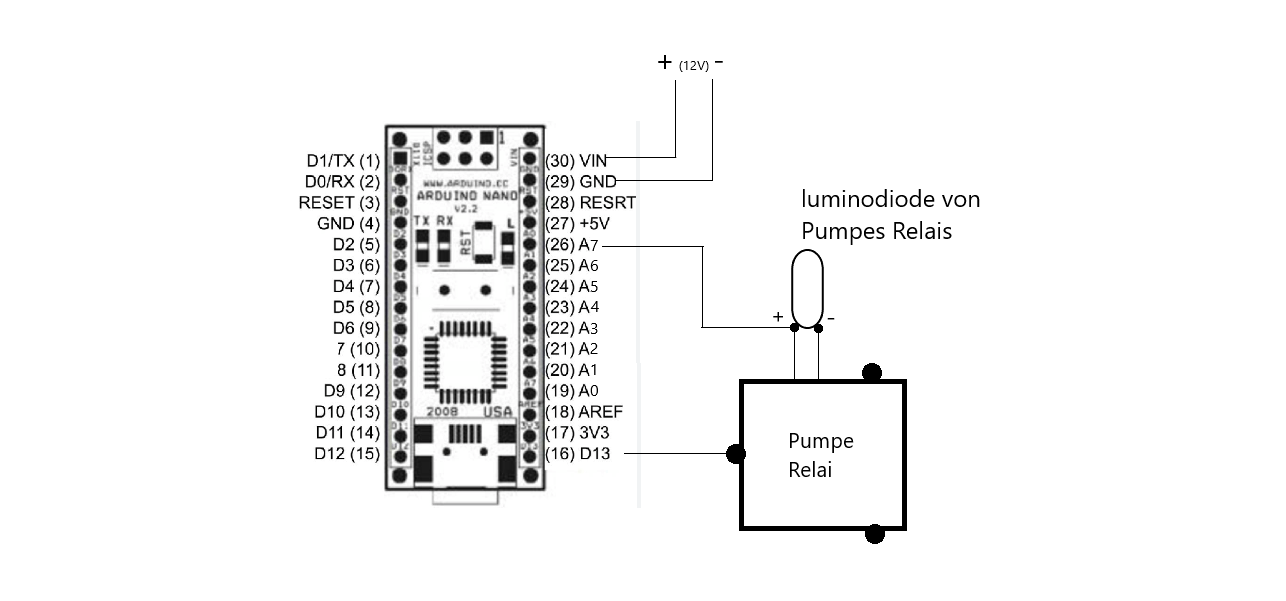 + (12V) -
D1/TX (1)
D0/RX (2)
RESET (3)
GND (4)
D2 (5)
D3 (6)
D4 (7)
D5 (8)
D6 (9)
7 (10)
8 (11)
D9 (12)
D10 (13)
D11 (14)
D12 (15)
1
ICSP
VIN
WWW.ARDUINO.CC
ARDUINO NANO
V2.2
TX RX
RST
L
2008 USA
(30) VIN
(29) GND
(28) RESRT
(27) +5V
(26) A7
(25) A6
(24) A5
(23) A4
(22) A3
(21) A2
(20) A1
(19) A0
(18) AREF
(17) 3V3
(16) D13
luminodiode von
Pumpes Relais
+ -
Pumpe
Relai